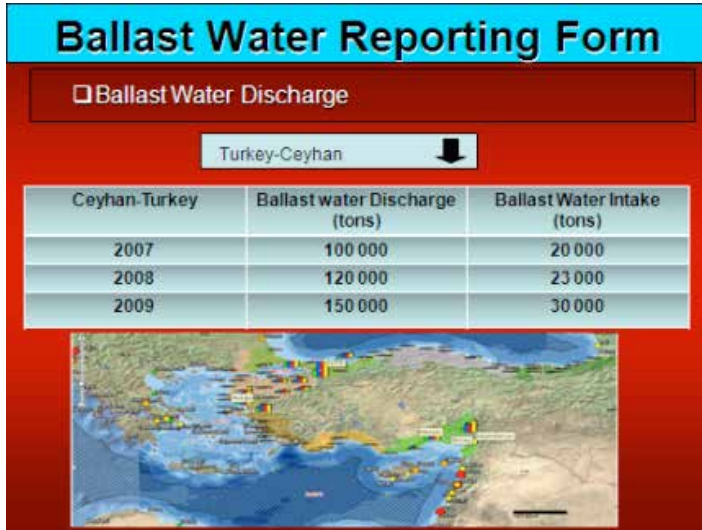 Ballast Water Reporting Form
❑Ballast Water Discharge
Turkey-Ceyhan
Ceyhan-Turkey Ballast water Discharge (tons) Ballast Water Intake (tons)
2007 100 000 20 000
2008 120 000 23 000
2009 150 000 30 000